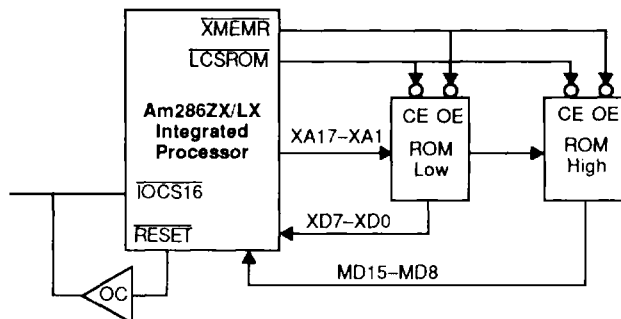 XMEMR
LCSROM
Am286ZX/LX
Integrated
Processor
XA17–XA1
CE OE
ROM
Low
CE OE
ROM
High
IOCS16
RESET
XD7–XD0
MD15–MD8
OC